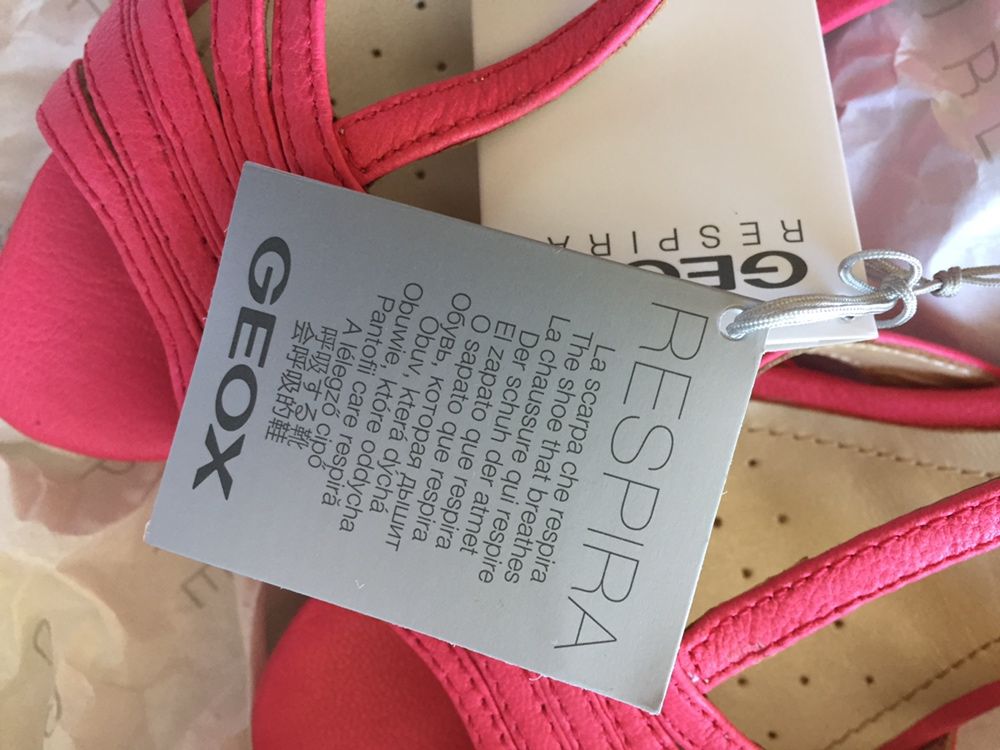 RESPIRA
La scarpa che respira
The shoe that breathes
La chaussure qui respire
Der schuh der atmet
El zapato que respira
O sapato que respira
Обувь, которая дышит
Obuv, která dýchá
Obuwie, które oddycha
Pantofii care respiră
A lélegző cipő
呼吸する靴
会呼吸的鞋
GEOX
GEOX
RESPIRA